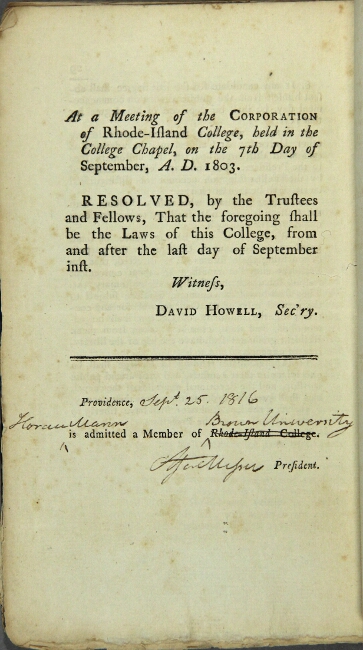 At a Meeting of the CORPORATION
of Rhode-Iſland College, held in the
College Chapel, on the 7th Day of
September, A. D. 1803.
RESOLVED, by the Truſtees
and Fellows, That the foregoing ſhall
be the Laws of this College, from
and after the laſt day of September
inſt.
Witneſs,
DAVID HOWELL, Sec'ry.
Providence, Sept. 25. 1816
Horace Mann is admitted a Member of Brown University Rhode-Iſland College.
Asa Messer Preſident.